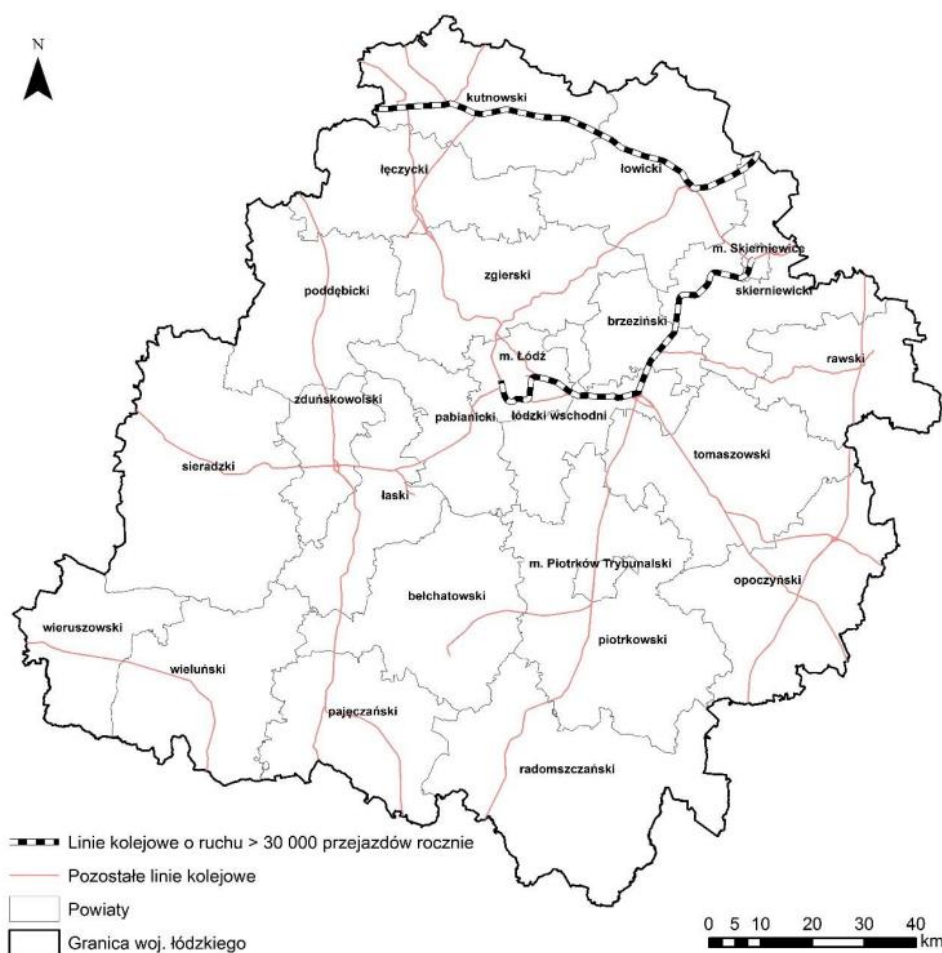 N
kutnowski
łęczycki
łowicki
m. Skierniewice
zgierski
poddębicki
skierniewicki
brzeziński
m. Łódź
rawski
zduńskowolski
pabianicki
łódzki wschodni
sieradzki
tomaszowski
łaski
m. Piotrków Trybunalski
opoczyński
bełchatowski
wieruszowski
piotrkowski
wieluński
pajęczański
radomszczański
Linie kolejowe o ruchu > 30 000 przejazdów rocznie
Pozostałe linie kolejowe
Powiaty
Granica woj. łódzkiego
0 5 10 20 30 40
km